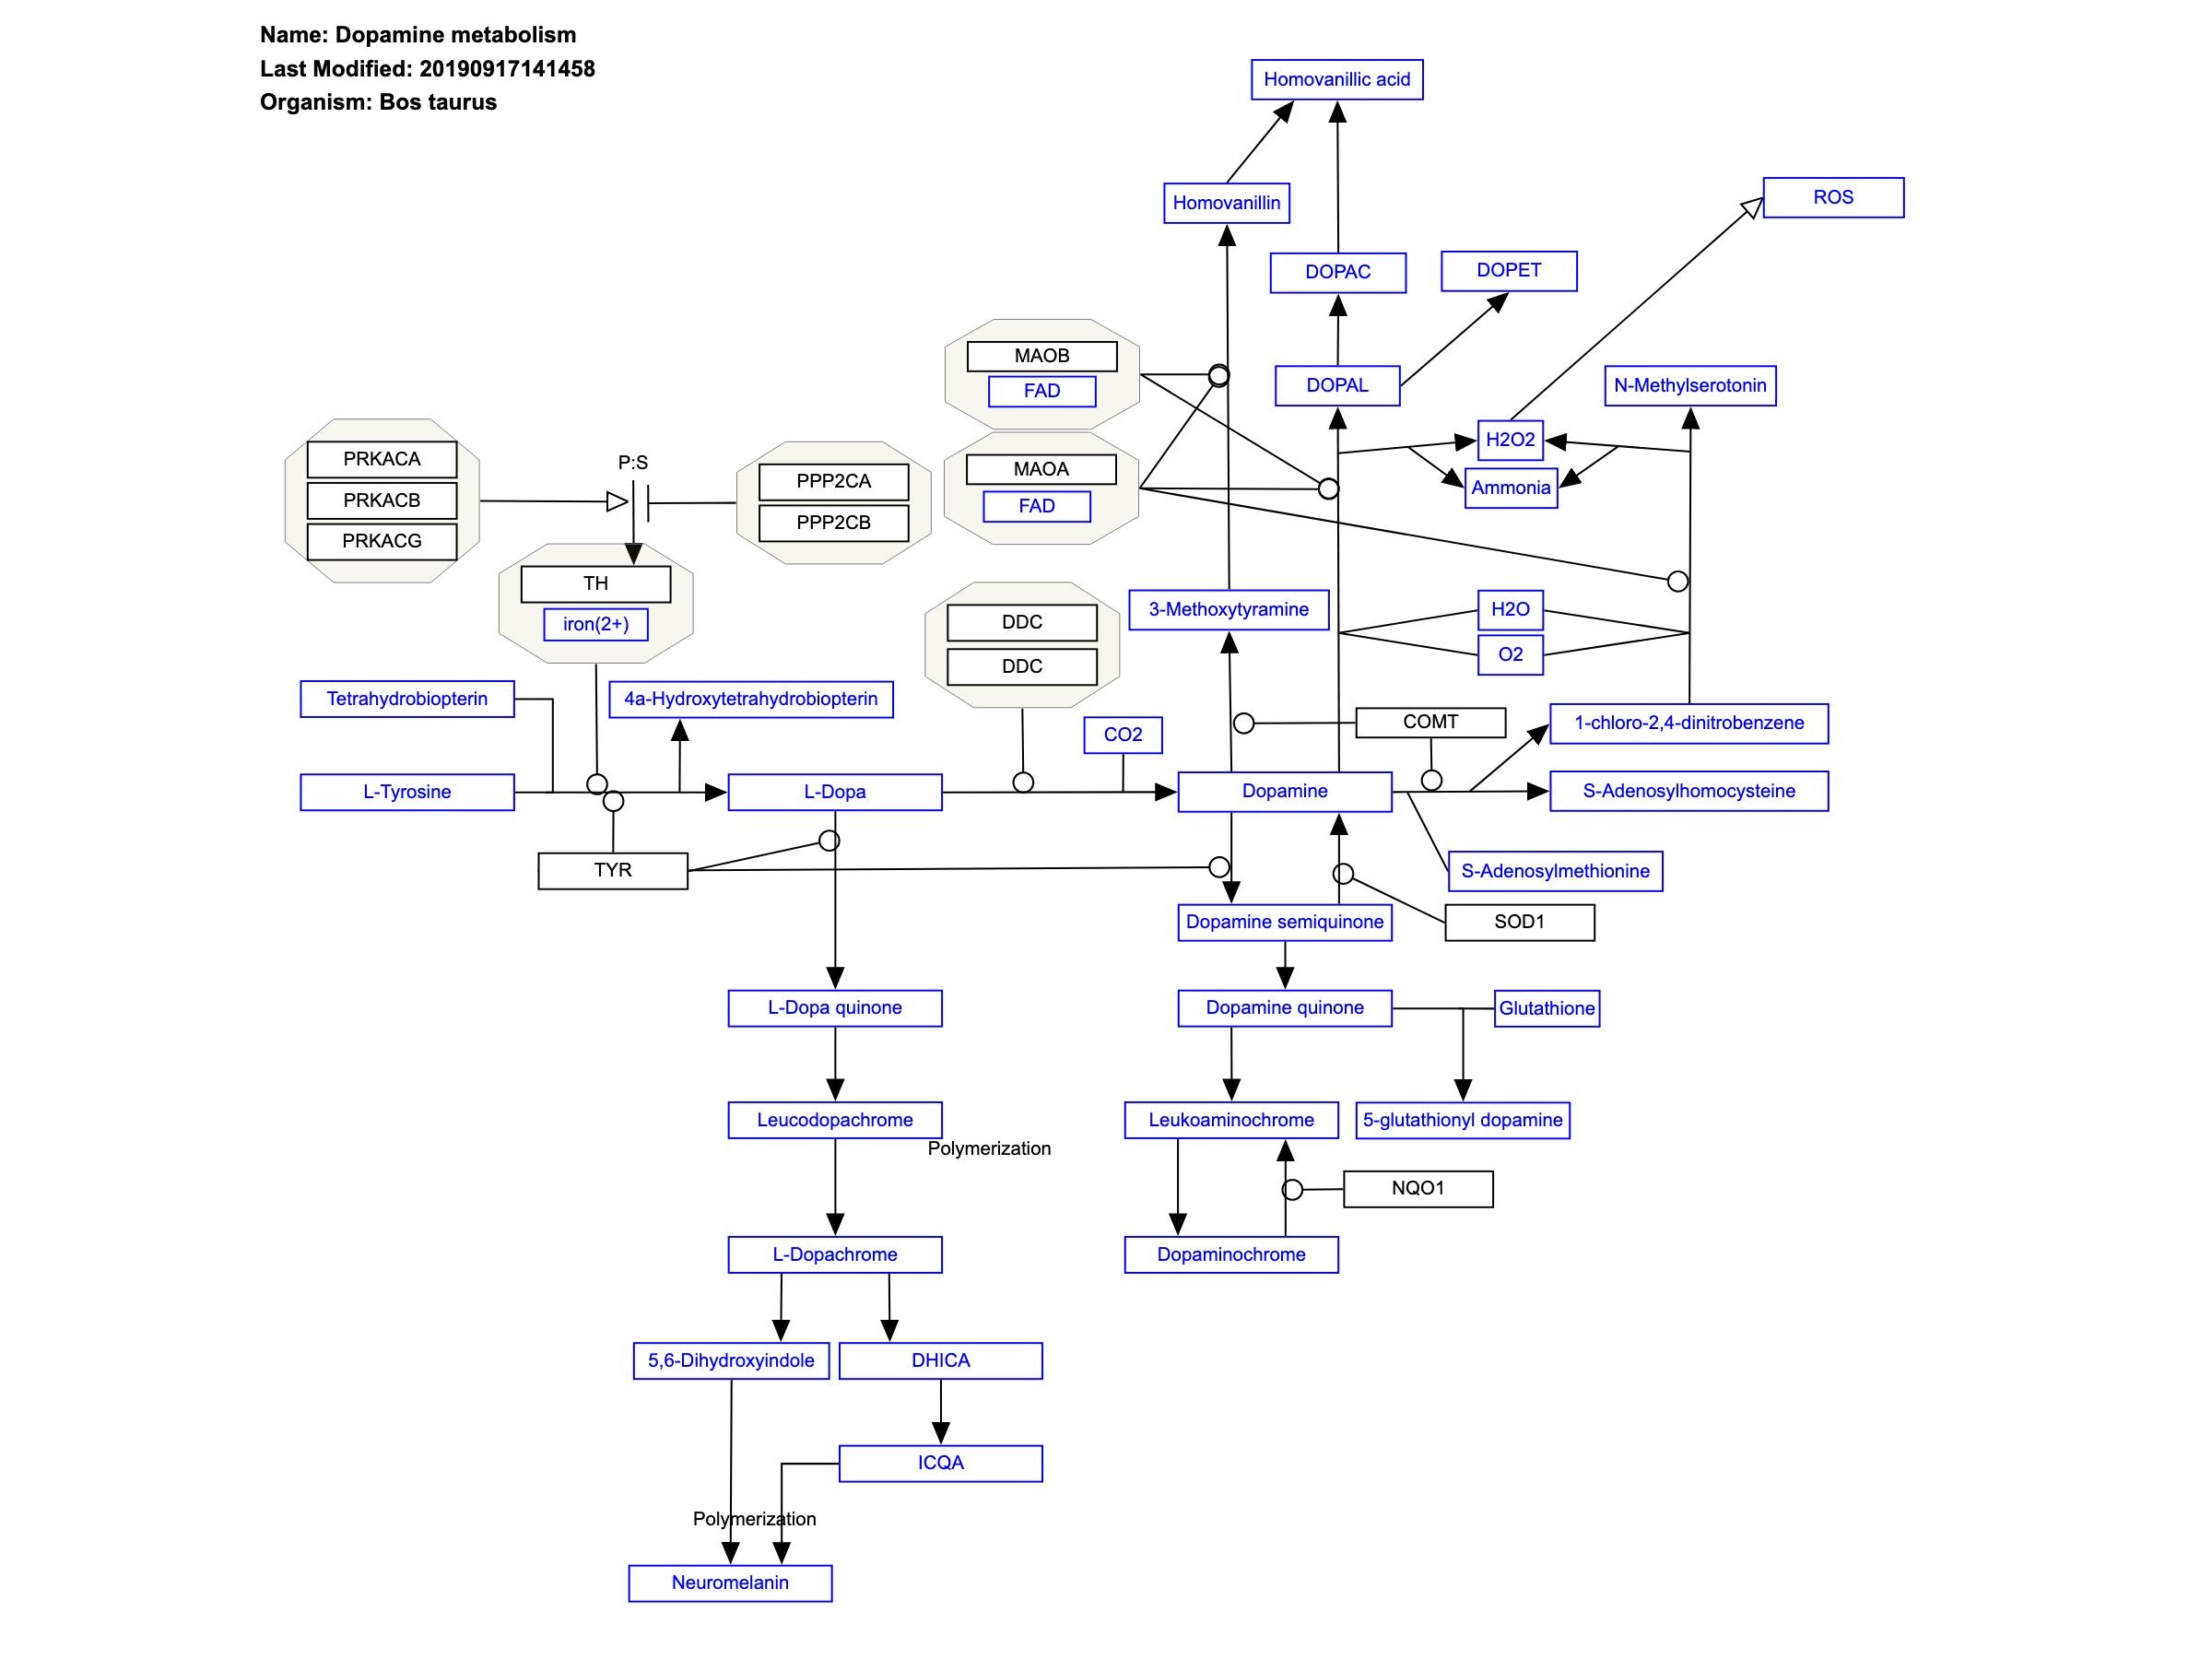 Name: Dopamine metabolism
Last Modified: 20190917141458
Organism: Bos taurus
Homovanillic acid
Homovanillin
ROS
DOPAC
DOPET
MAOB
FAD
DOPAL
N-Methylserotonin
H2O2
PRKACA
PRKACB
PRKACG
P:S
PPP2CA
PPP2CB
MAOA
FAD
Ammonia
TH
iron(2+)
DDC
DDC
3-Methoxytyramine
H2O
O2
Tetrahydrobiopterin
4a-Hydroxytetrahydrobiopterin
CO2
COMT
1-chloro-2,4-dinitrobenzene
L-Tyrosine
L-Dopa
Dopamine
S-Adenosylhomocysteine
TYR
S-Adenosylmethionine
Dopamine semiquinone
SOD1
L-Dopa quinone
Dopamine quinone
Glutathione
Leucodopachrome
Leukoaminochrome
5-glutathionyl dopamine
Polymerization
NQO1
L-Dopachrome
Dopaminochrome
5,6-Dihydroxyindole
DHICA
ICQA
Polymerization
Neuromelanin